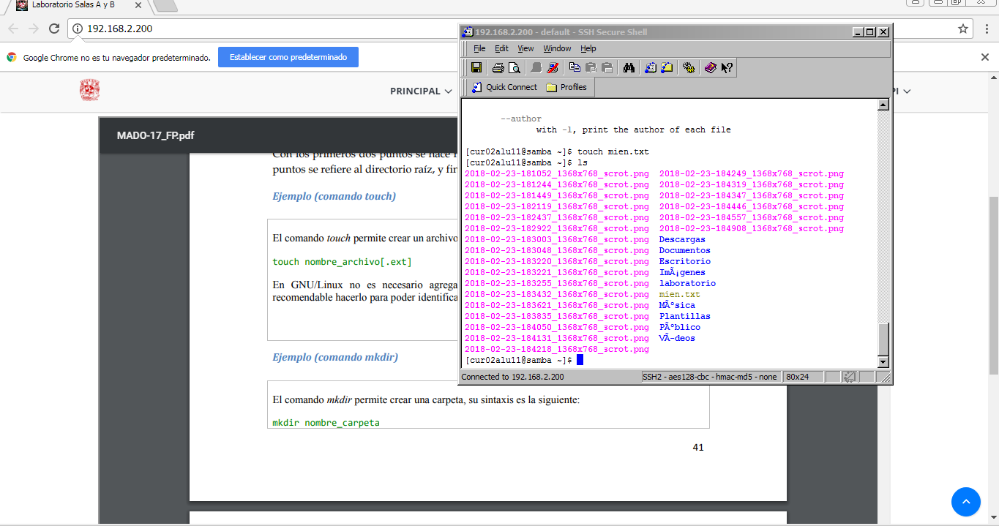 Laboratorio Salas A y B
192.168.2.200
Google Chrome no es tu navegador predeterminado. Establecer como predeterminado
PRINCIPAL
PI
MADO-17_FP.pdf
puntos se refiere al directorio raíz, y fir
Ejemplo (comando touch)
El comando touch permite crear un archivo
touch nombre_archivo[.ext]
En GNU/Linux no es necesario agrega
recomendable hacerlo para poder identifica
Ejemplo (comando mkdir)
El comando mkdir permite crear una carpeta, su sintaxis es la siguiente:
mkdir nombre_carpeta
41
192.168.2.200 - default - SSH Secure Shell
File Edit View Window Help
Quick Connect Profiles
--author
with -l, print the author of each file
[cur02alu11@samba ~]$ touch mien.txt
[cur02alu11@samba ~]$ ls
2018-02-23-181052_1368x768_scrot.png 2018-02-23-184249_1368x768_scrot.png
2018-02-23-181244_1368x768_scrot.png 2018-02-23-184319_1368x768_scrot.png
2018-02-23-181449_1368x768_scrot.png 2018-02-23-184347_1368x768_scrot.png
2018-02-23-182119_1368x768_scrot.png 2018-02-23-184446_1368x768_scrot.png
2018-02-23-182437_1368x768_scrot.png 2018-02-23-184557_1368x768_scrot.png
2018-02-23-182922_1368x768_scrot.png 2018-02-23-184908_1368x768_scrot.png
2018-02-23-183003_1368x768_scrot.png Descargas
2018-02-23-183048_1368x768_scrot.png Documentos
2018-02-23-183220_1368x768_scrot.png Escritorio
2018-02-23-183221_1368x768_scrot.png ImÃ¡genes
2018-02-23-183255_1368x768_scrot.png laboratorio
2018-02-23-183432_1368x768_scrot.png mien.txt
2018-02-23-183621_1368x768_scrot.png MÃºsica
2018-02-23-183835_1368x768_scrot.png Plantillas
2018-02-23-184050_1368x768_scrot.png PÃºblico
2018-02-23-184131_1368x768_scrot.png VÃ-deos
2018-02-23-184218_1368x768_scrot.png
[cur02alu11@samba ~]$
Connected to 192.168.2.200 SSH2 - aes128-cbc - hmac-md5 - none 80x24